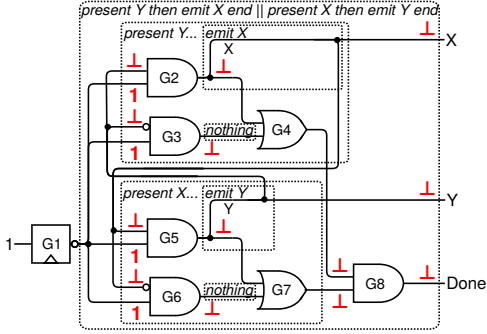 present Y then emit X end || present X then emit Y end
present Y... emit X
⊥ X ⊥ X
⊥ G2 ⊥
1
⊥ G3 nothing G4
1 ⊥
present X... emit Y
⊥ Y
Y
⊥ G5 ⊥
1 G1
1
⊥ G6 nothing G7 ⊥ G8 ⊥ Done
1 ⊥ ⊥